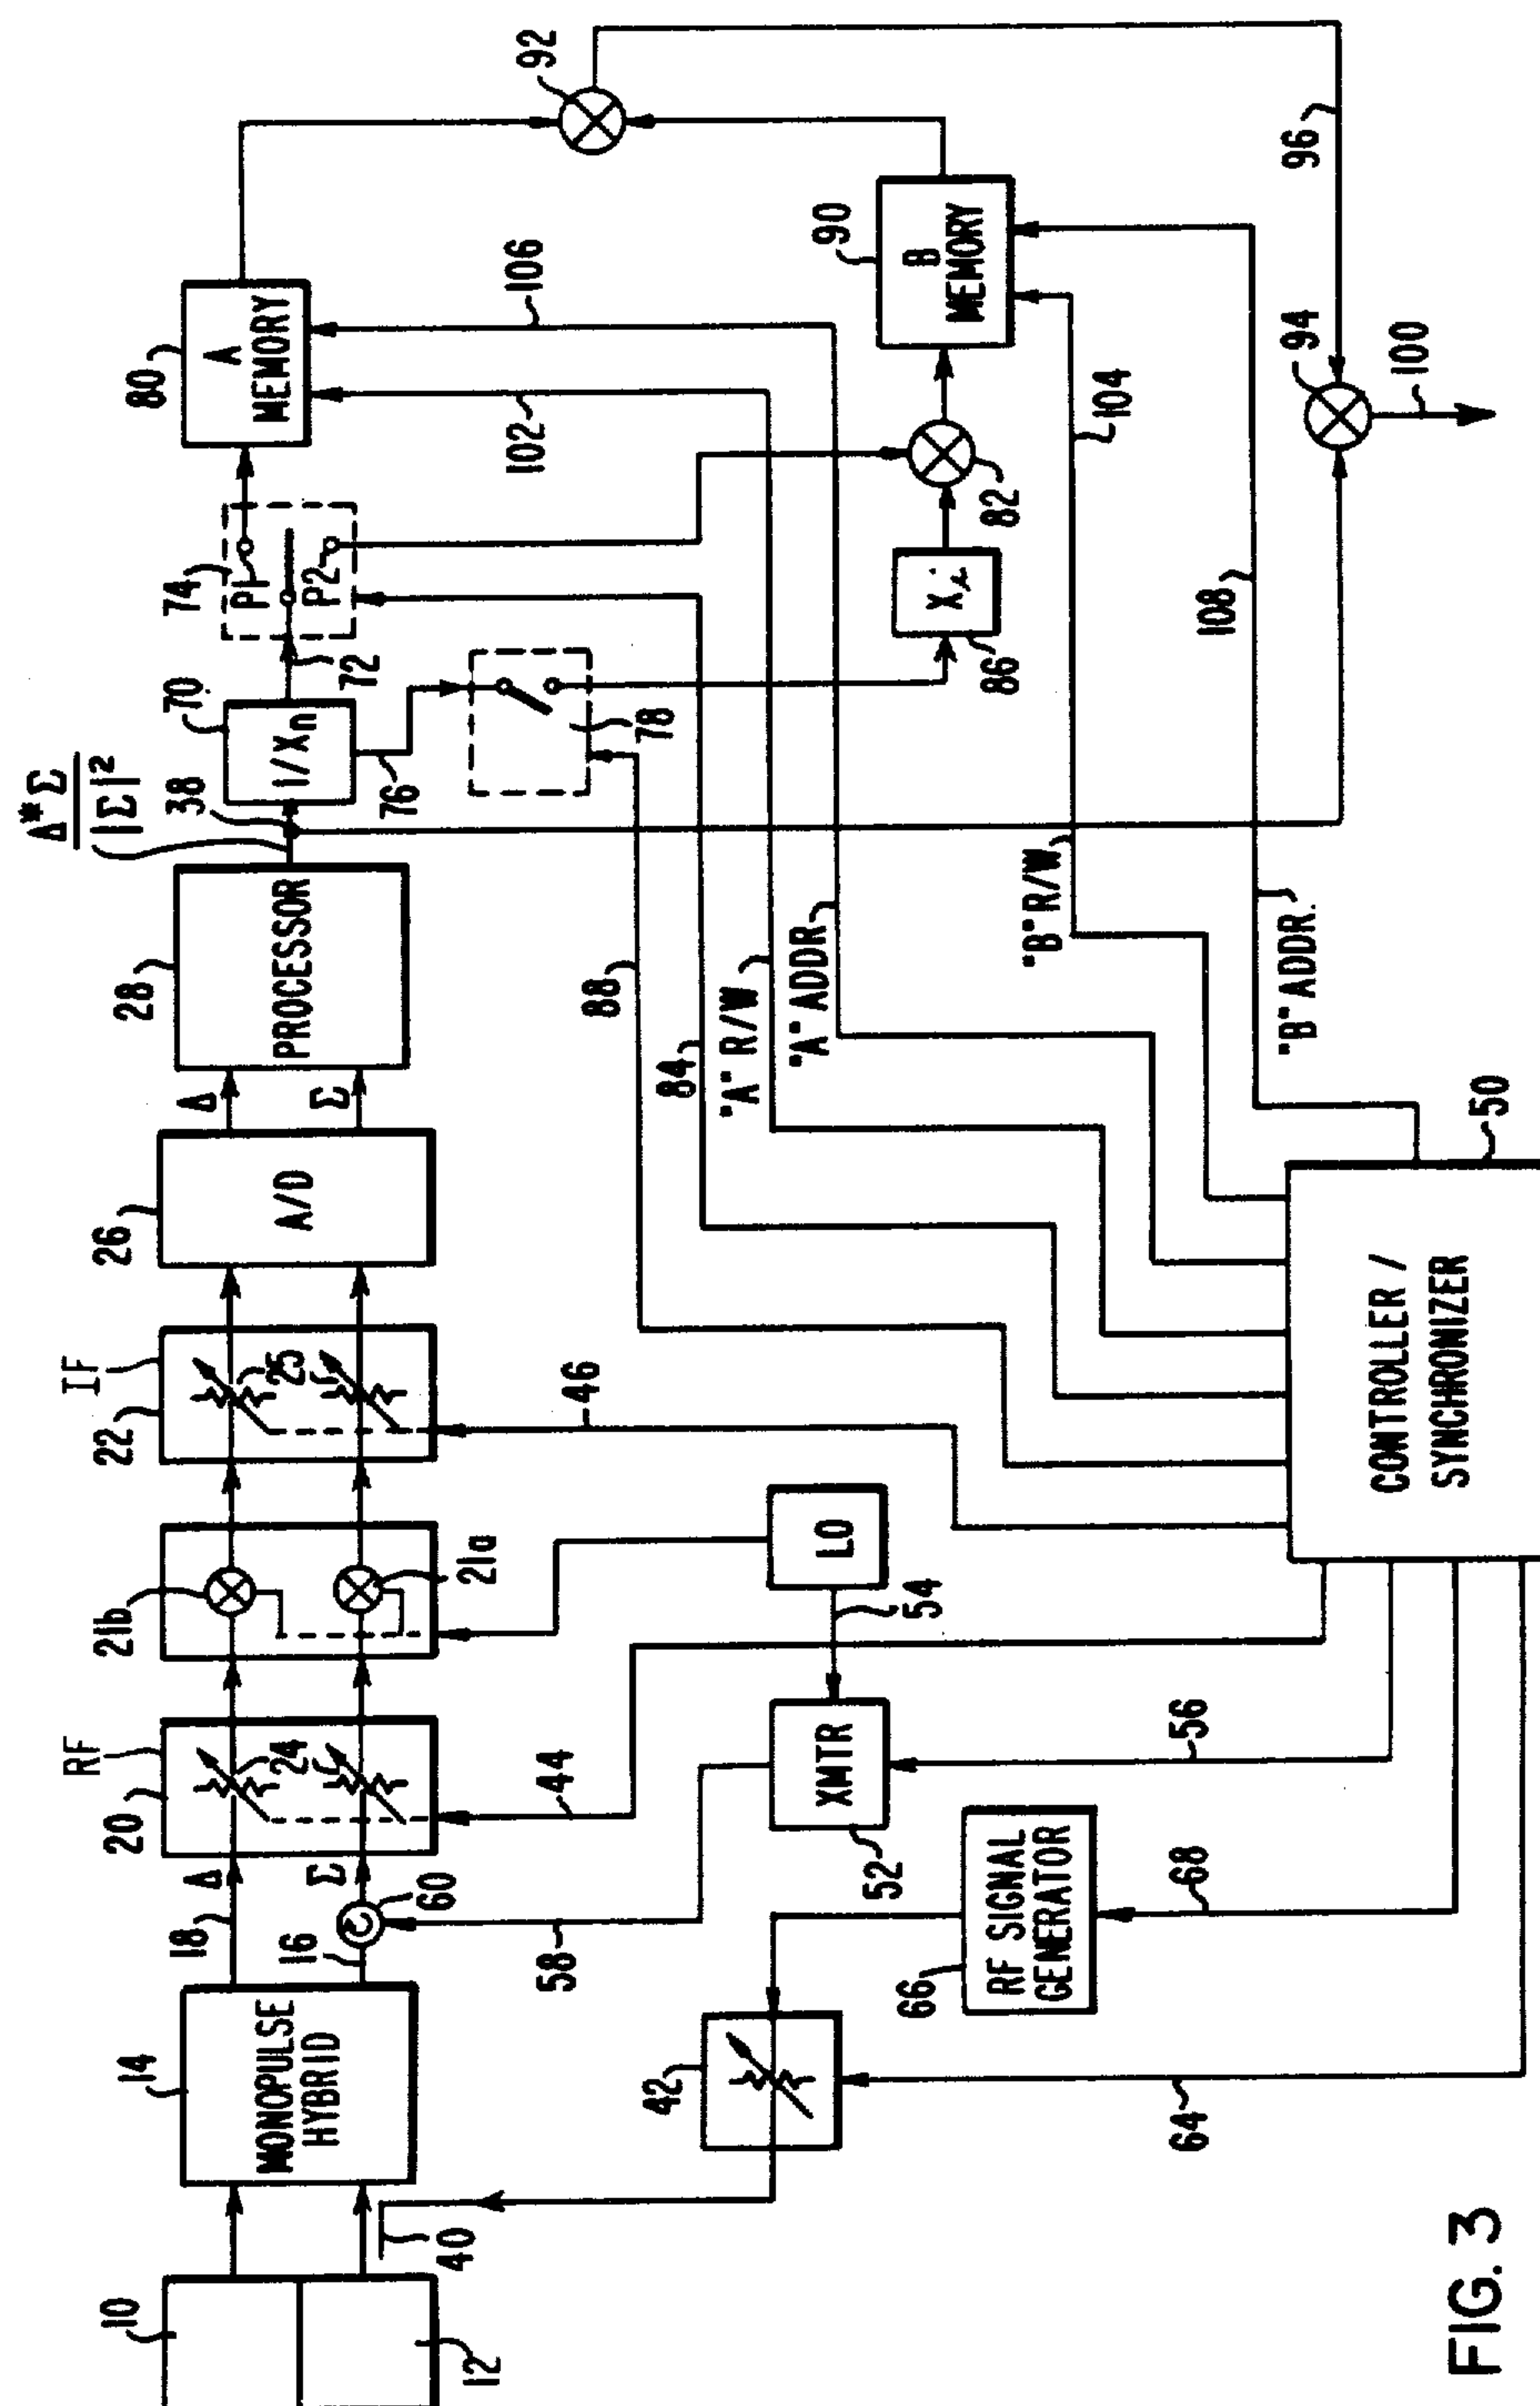 10
12
14
MONOPULSE
HYBRID
40
18
Δ
16
Σ
60
20
RF
24
44
58
21b
21a
22
IF
25
46
26
A/D
Δ
Σ
28
PROCESSOR
Δ*Σ
|Σ|²
38
70
1/Xn
72
76
74
P1
P2
78
80
A
MEMORY
102
106
92
42
64
66
RF SIGNAL
GENERATOR
68
52
XMTR
56
54
LO
88
84
"A" R/W
"A" ADDR
"B" R/W
"B" ADDR.
86
Xi
82
90
B
MEMORY
104
108
96
94
100
50
CONTROLLER /
SYNCHRONIZER
FIG. 3